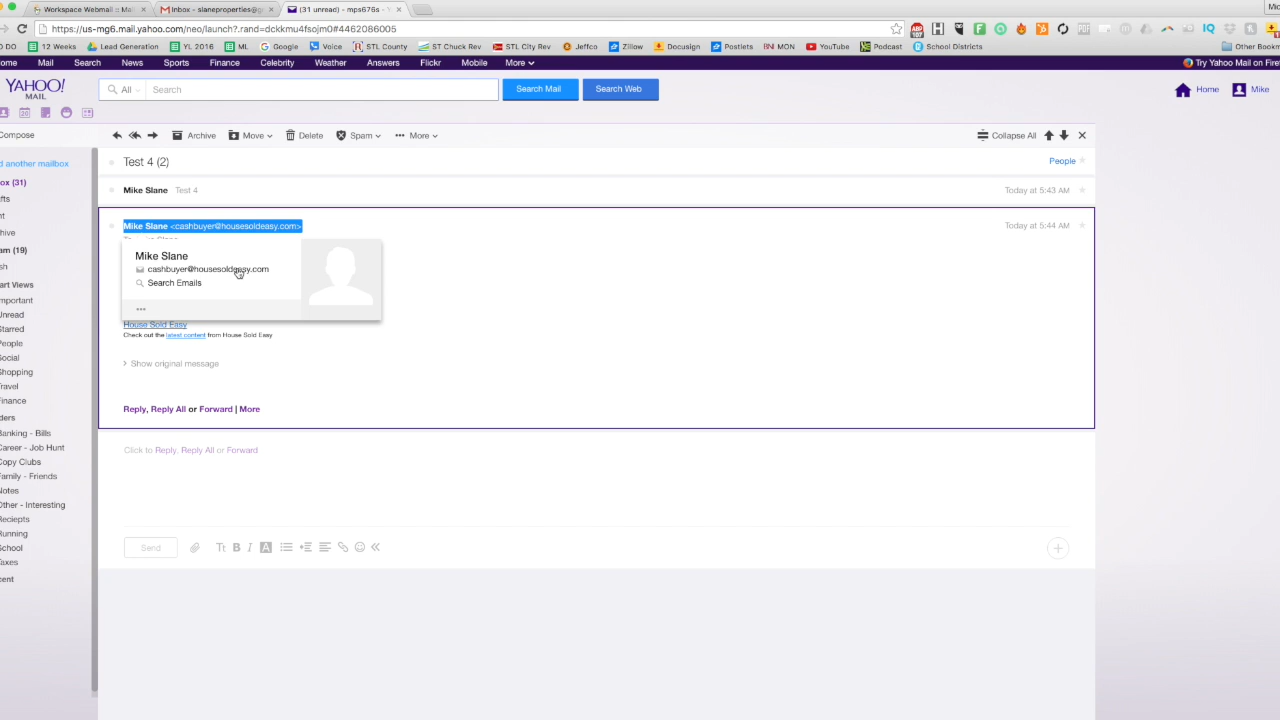 Workspace Webmail :: Mai
Inbox - slaneproperties@g
(31 unread) - mps676s
https://us-mg6.mail.yahoo.com/neo/launch?.rand=dckkmu4fsojm0#4462086005
O DO 12 Weeks Lead Generation YL 2016 ML Google Voice STL County ST Chuck Rev STL City Rev Jeffco Zillow Docusign Postlets MON YouTube Podcast School Districts Other Bookm
ome Mail Search News Sports Finance Celebrity Weather Answers Flickr Mobile More Try Yahoo Mail on Firef
YAHOO!
MAIL
All Search Search Mail Search Web Home Mike
Compose
Archive Move Delete Spam More Collapse All
d another mailbox
ox (31)
fts
nt
hive
am (19)
sh
art Views
mportant
Unread
Starred
People
Social
Shopping
Travel
Finance
ders
Banking - Bills
Career - Job Hunt
Copy Clubs
Family - Friends
Notes
Other - Interesting
Reciepts
Running
School
Taxes
cent
Test 4 (2) People
Mike Slane Test 4 Today at 5:43 AM
Mike Slane <cashbuyer@housesoldeasy.com> Today at 5:44 AM
Mike Slane
cashbuyer@housesoldeasy.com
Search Emails
House Sold Easy
Check out the latest content from House Sold Easy
Show original message
Reply, Reply All or Forward | More
Click to Reply, Reply All or Forward
Send Tt B I A